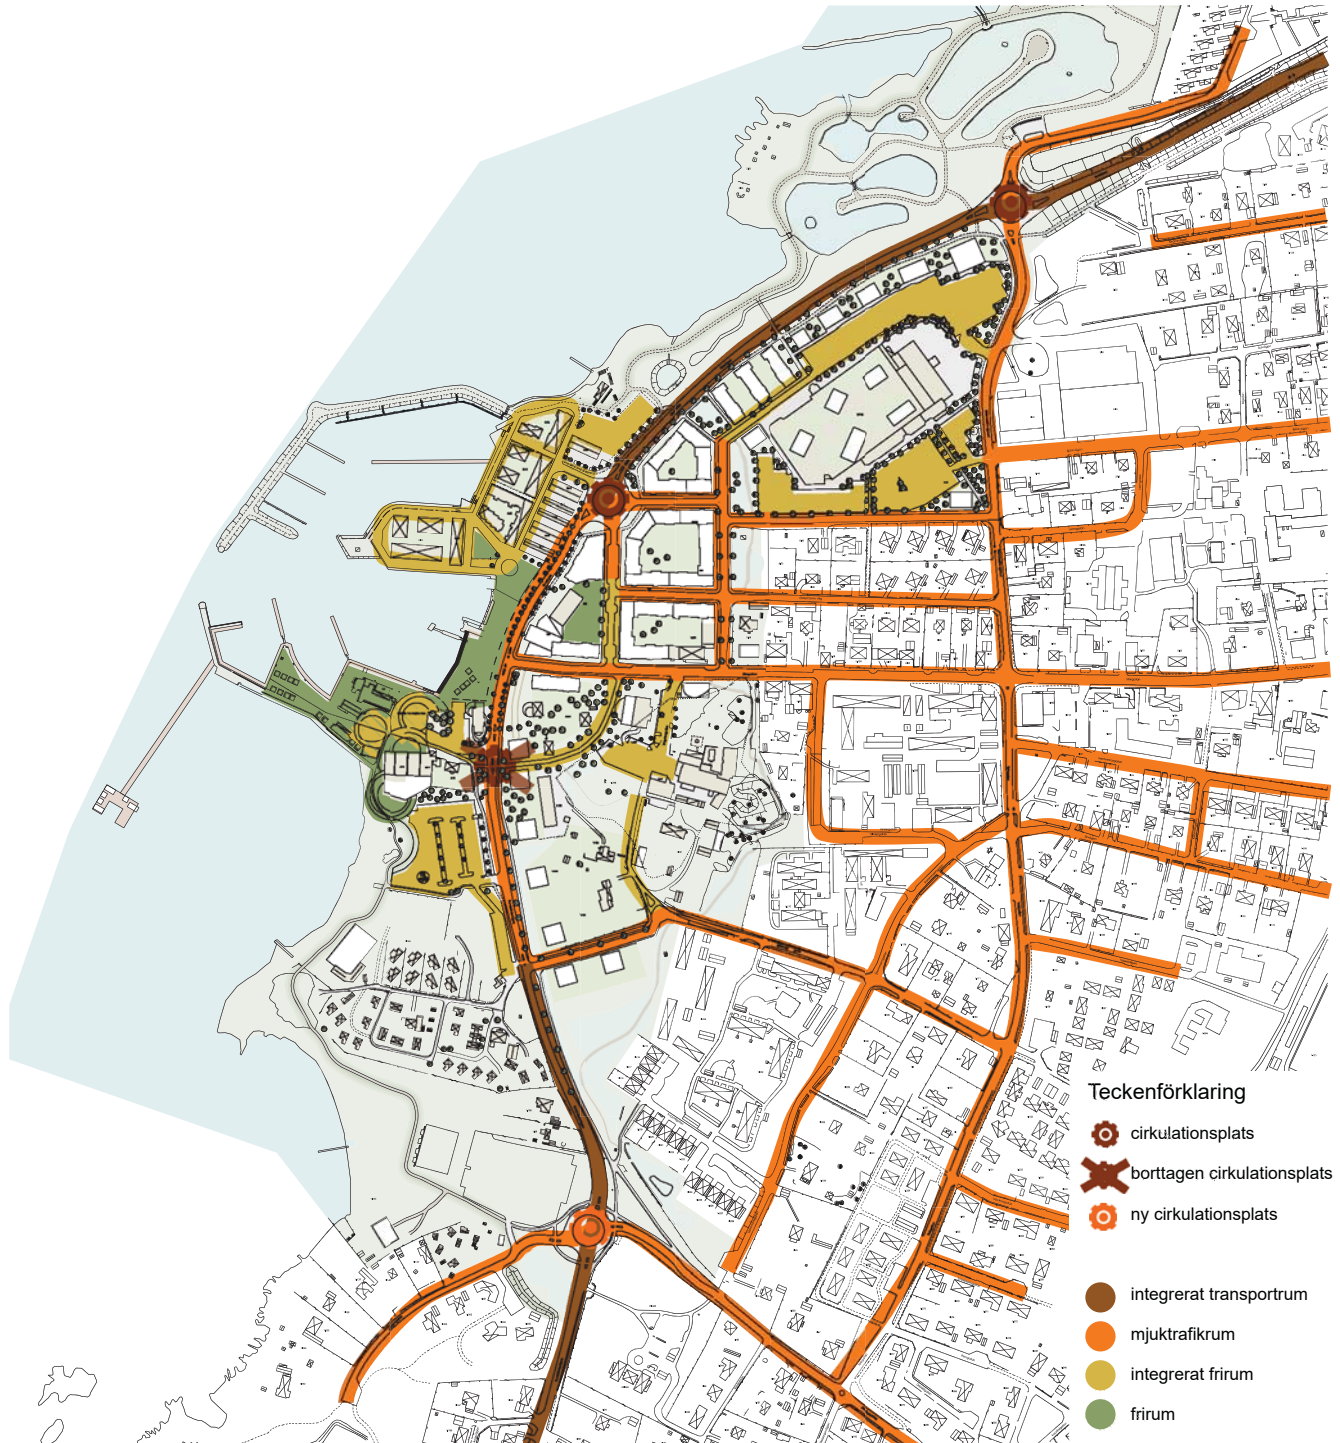 Teckenförklaring
cirkulationsplats
borttagen cirkulationsplats
ny cirkulationsplats
integrerat transportrum
mjuktrafikrum
integrerat frirum
frirum